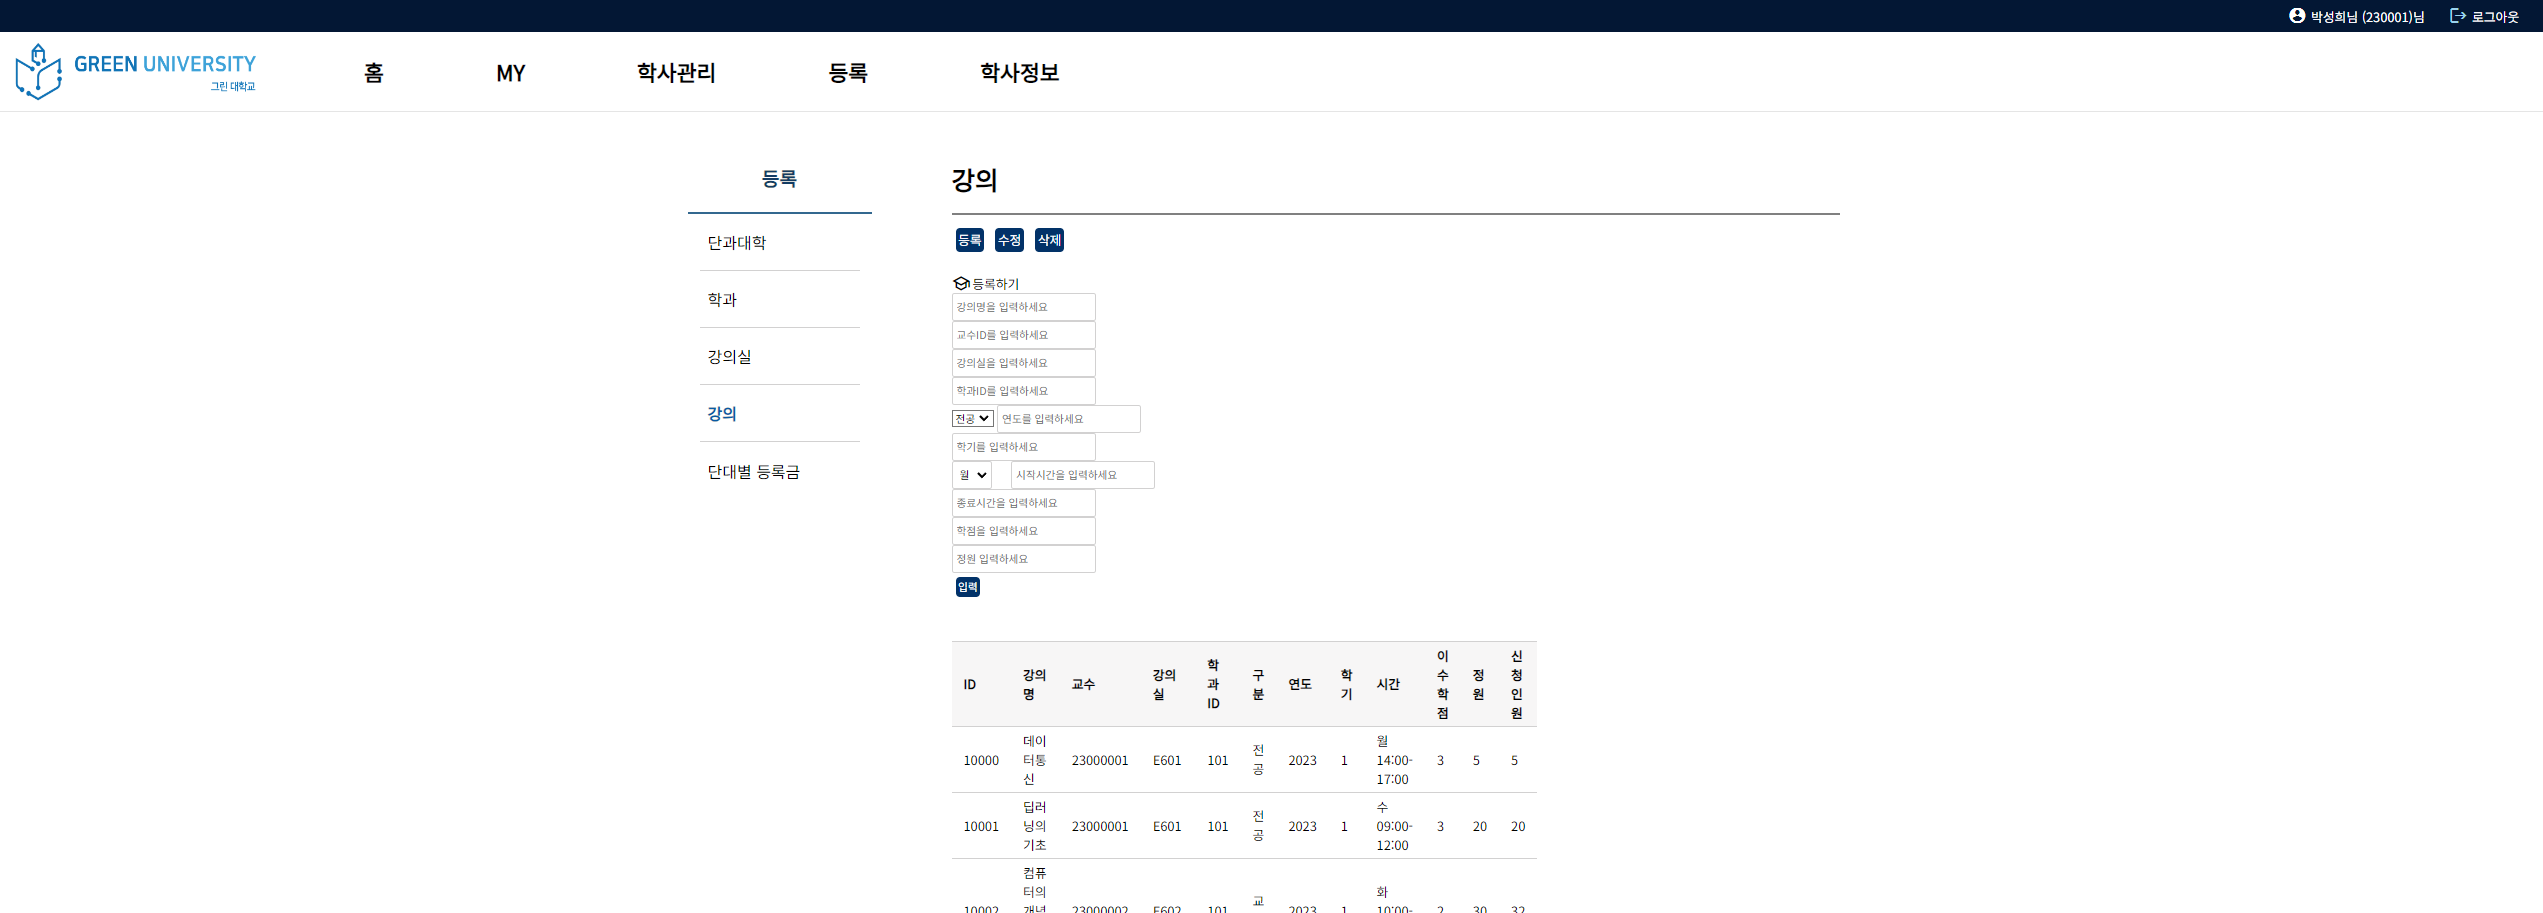 박성희님 (230001)님 로그아웃
GREEN UNIVERSITY
그린 대학교
홈 MY 학사관리 등록 학사정보
등록
단과대학
학과
강의실
강의
단대별 등록금
강의
등록 수정 삭제
등록하기
강의명을 입력하세요
교수ID를 입력하세요
강의실을 입력하세요
학과ID를 입력하세요
전공 연도를 입력하세요
학기를 입력하세요
월 시작시간을 입력하세요
종료시간을 입력하세요
학점을 입력하세요
정원 입력하세요
입력
ID 강의명 교수 강의실 학과ID 구분 연도 학기 시간 이수학점 정원 신청인원
10000 데이터통신 23000001 E601 101 전공 2023 1 월 14:00-17:00 3 5 5
10001 딥러닝의 기초 23000001 E601 101 전공 2023 1 수 09:00-12:00 3 20 20
10002 컴퓨터의 개념 23000002 E602 101 교 2023 1 화 10:00- 2 30 32